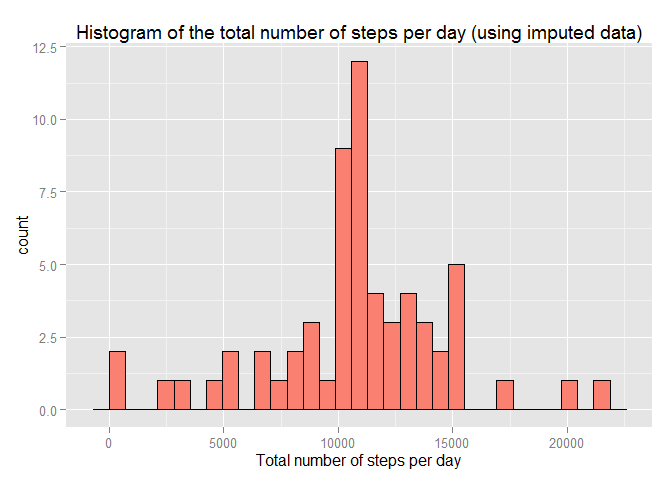 Histogram of the total number of steps per day (using imputed data)
12.5
10.0
7.5
5.0
2.5
0.0
count
0 5000 10000 15000 20000
Total number of steps per day